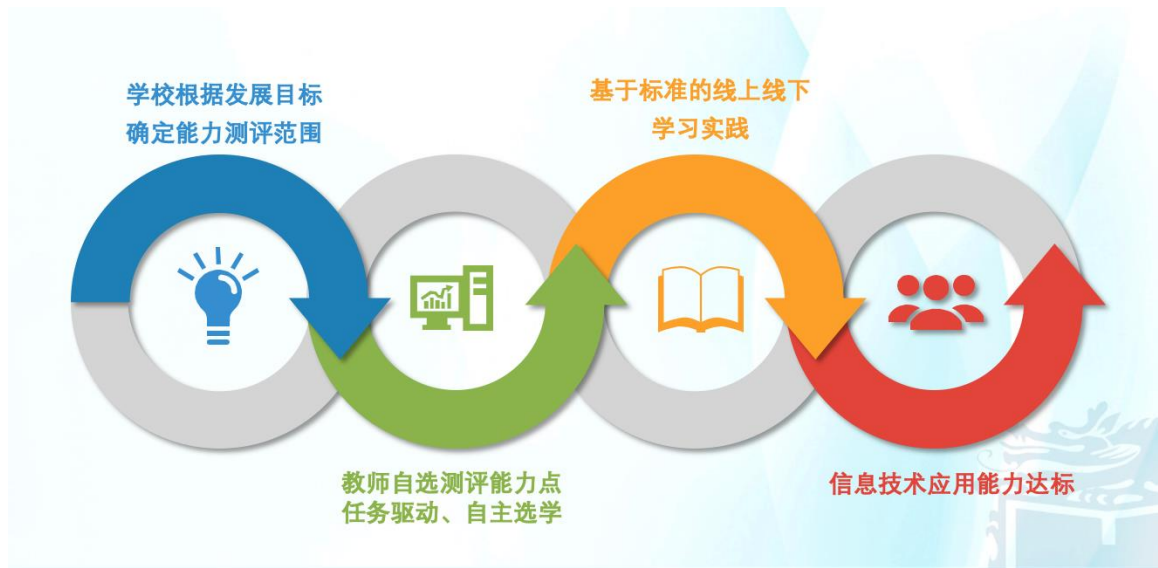 学校根据发展目标
确定能力测评范围
基于标准的线上线下
学习实践
教师自选测评能力点
任务驱动、自主选学
信息技术应用能力达标